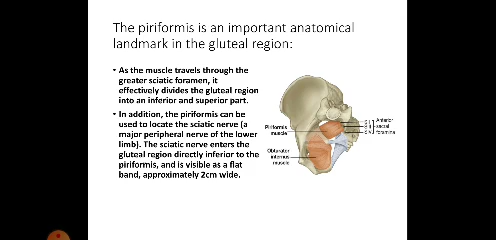 The piriformis is an important anatomical
landmark in the gluteal region:
• As the muscle travels through the
greater sciatic foramen, it
effectively divides the gluteal region
into an inferior and superior part.
• In addition, the piriformis can be
used to locate the sciatic nerve (a
major peripheral nerve of the lower
limb). The sciatic nerve enters the
gluteal region directly inferior to the
piriformis, and is visible as a flat
band, approximately 2cm wide.
Piriformis
muscle
Obturator
internus
muscle
Anterior
sacral
foramina